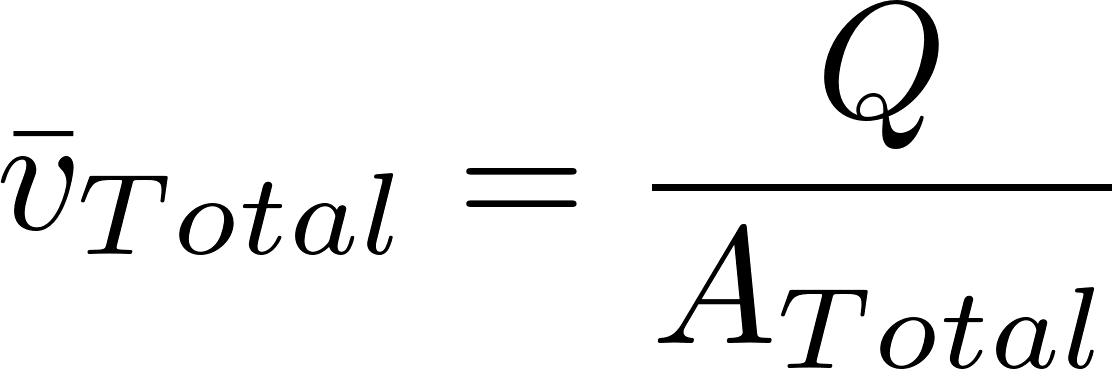 v̄_Total = Q / A_Total